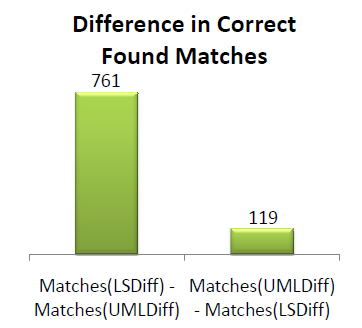 Difference in Correct
Found Matches
761
119
Matches(LSDiff) -
Matches(UMLDiff)
Matches(UMLDiff)
- Matches(LSDiff)